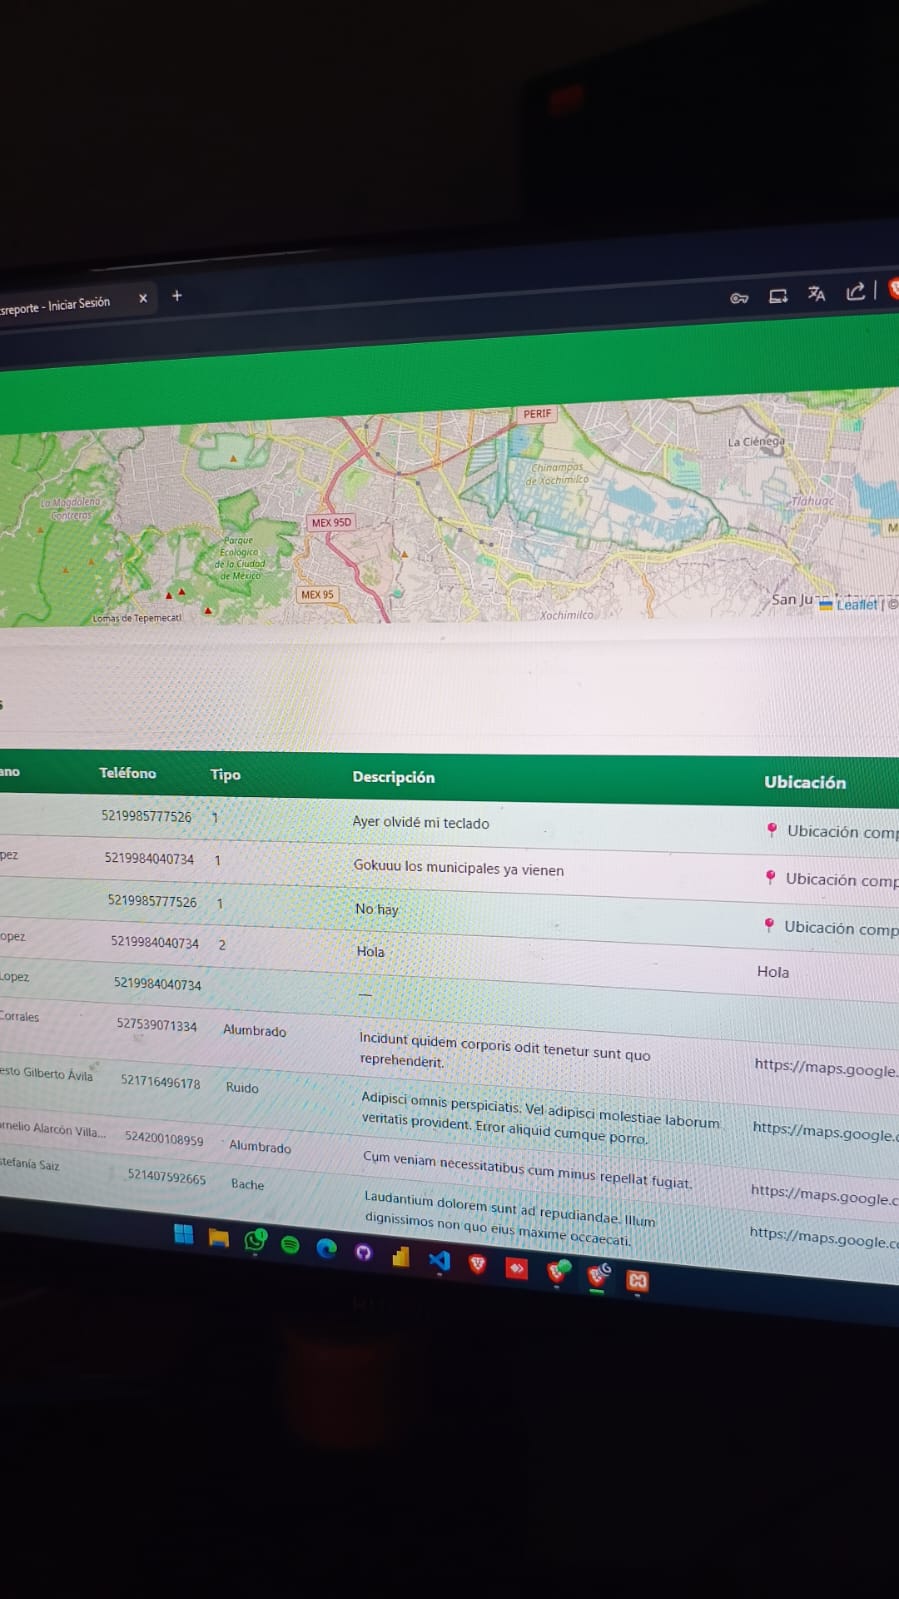 sreporte - Iniciar Sesión
PERIF
La Ciénega
Chinampas
de Xochimilco
La Magdalena
Contreras
Tláhuac
MEX 95D
M
Parque
Ecológico
de la Ciudad
de México
MEX 95
San Ju
Leaflet | ©
Lomas de Tepemecatl
Xochimilco
s
ano Teléfono Tipo Descripción Ubicación
5219985777526 1 Ayer olvidé mi teclado 📍 Ubicación comp
pez 5219984040734 1 Gokuuu los municipales ya vienen 📍 Ubicación comp
5219985777526 1 No hay 📍 Ubicación comp
opez 5219984040734 2 Hola Hola
Lopez 5219984040734 —
Corrales 527539071334 Alumbrado Incidunt quidem corporis odit tenetur sunt quo
reprehenderit. https://maps.google.
esto Gilberto Ávila 521716496178 Ruido Adipisci omnis perspiciatis. Vel adipisci molestiae laborum
veritatis provident. Error aliquid cumque porro. https://maps.google.c
rnelio Alarcón Villa... 524200108959 Alumbrado Cum veniam necessitatibus cum minus repellat fugiat. https://maps.google.c
stefanía Saiz 521407592665 Bache Laudantium dolorem sunt ad repudiandae. Illum
dignissimos non quo eius maxime occaecati. https://maps.google.co